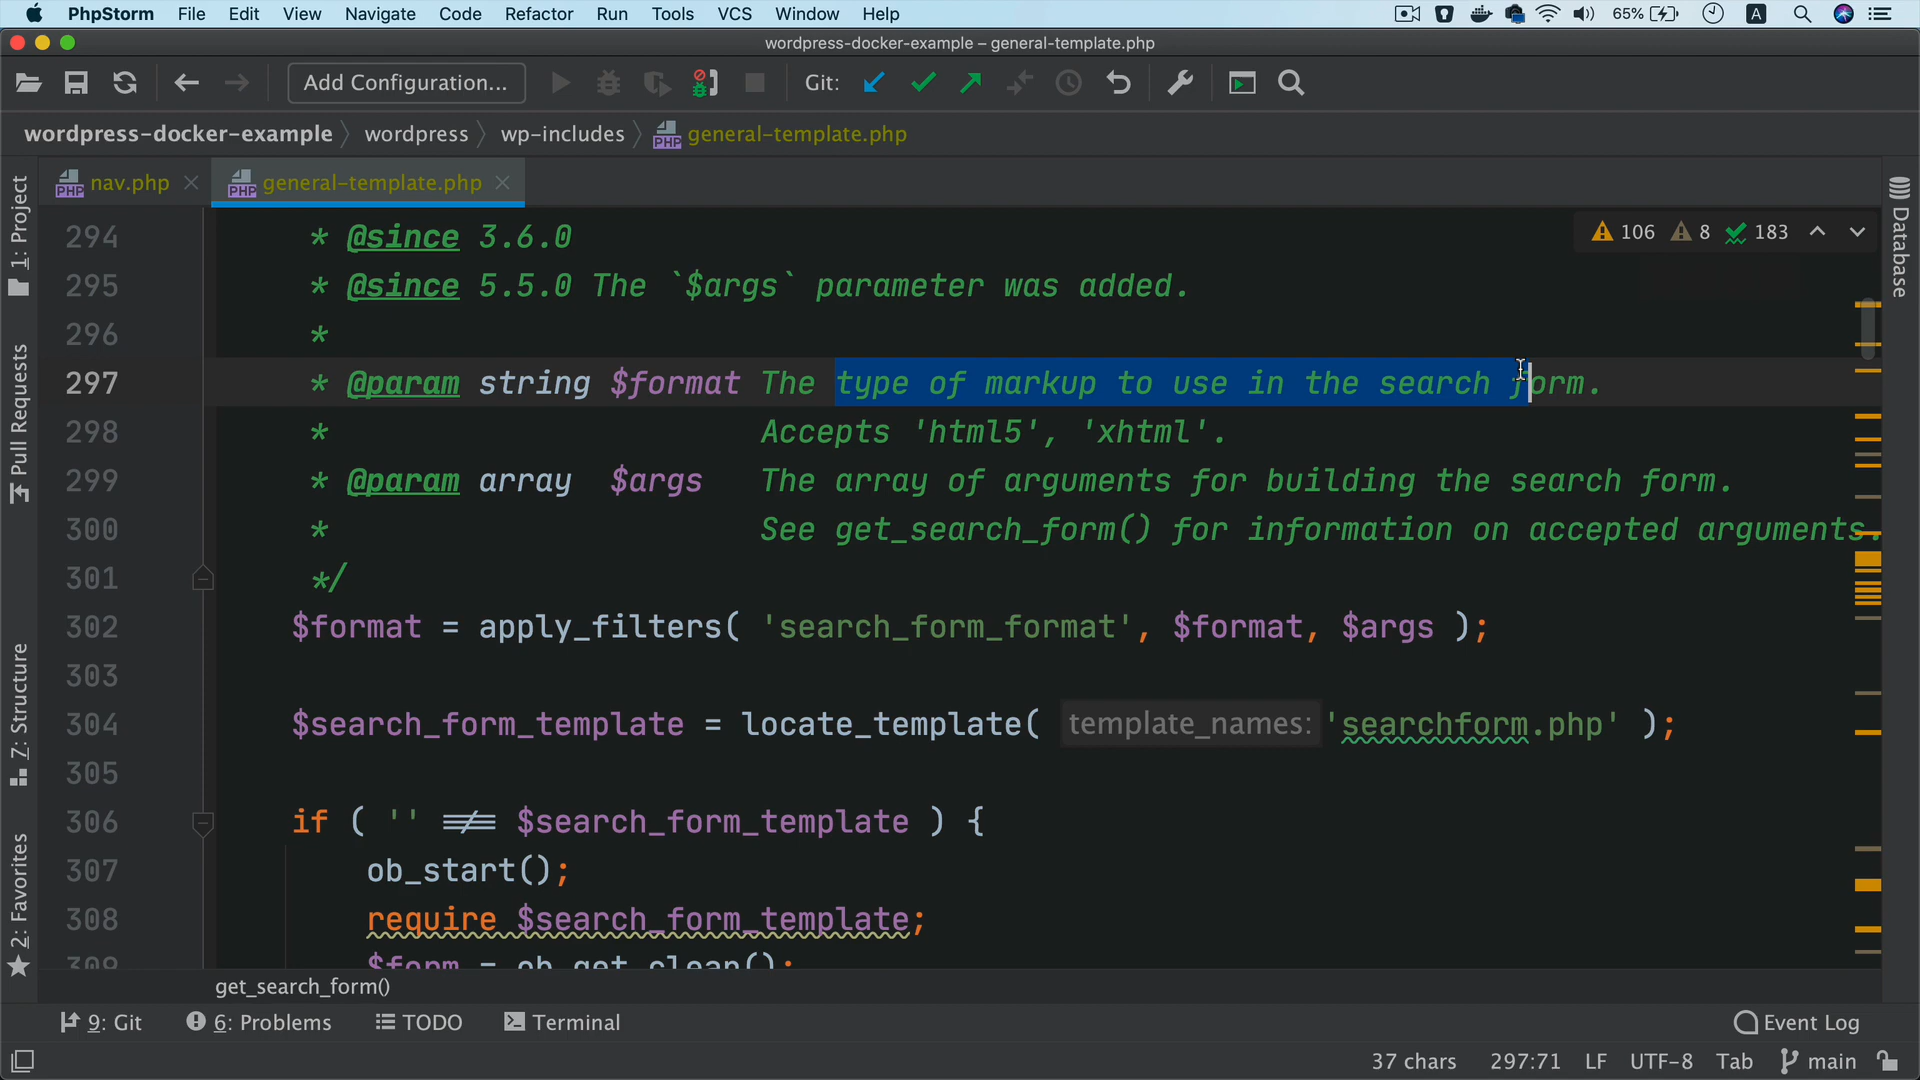 PhpStorm File Edit View Navigate Code Refactor Run Tools VCS Window Help 65% A
wordpress-docker-example – general-template.php
Add Configuration... Git:
wordpress-docker-example wordpress wp-includes general-template.php
nav.php general-template.php
1: Project
Pull Requests
Z: Structure
2: Favorites
Database
106 8 183
294 * @since 3.6.0
295 * @since 5.5.0 The `$args` parameter was added.
296 *
297 * @param string $format The type of markup to use in the search form.
298 * Accepts 'html5', 'xhtml'.
299 * @param array $args The array of arguments for building the search form.
300 * See get_search_form() for information on accepted arguments.
301 */
302 $format = apply_filters( 'search_form_format', $format, $args );
303
304 $search_form_template = locate_template( template_names: 'searchform.php' );
305
306 if ( '' !== $search_form_template ) {
307 ob_start();
308 require $search_form_template;
309 $form = ob_get_clean();
get_search_form()
9: Git 6: Problems TODO Terminal Event Log
37 chars 297:71 LF UTF-8 Tab main